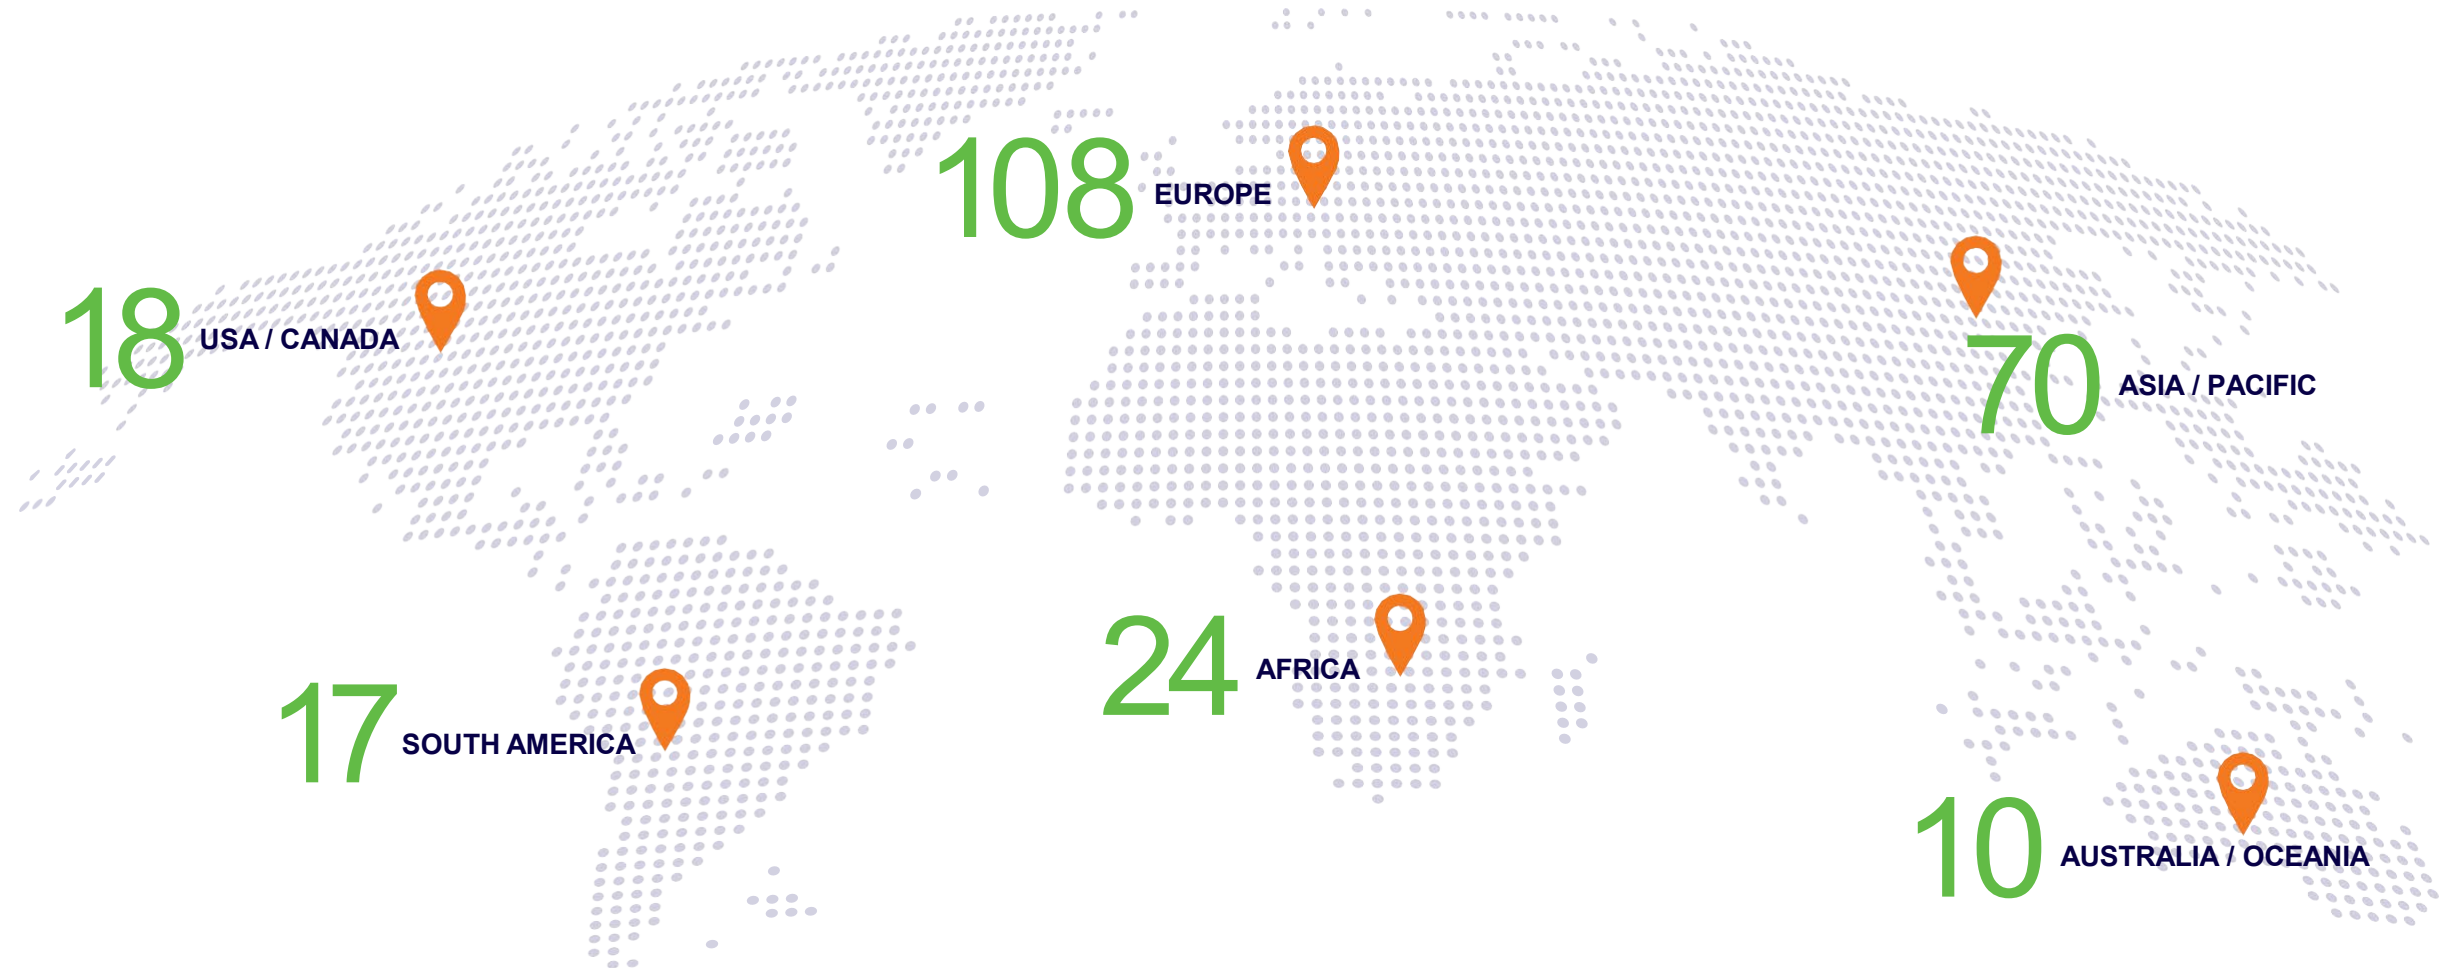 108 EUROPE
18 USA / CANADA
70 ASIA / PACIFIC
24 AFRICA
17 SOUTH AMERICA
10 AUSTRALIA / OCEANIA